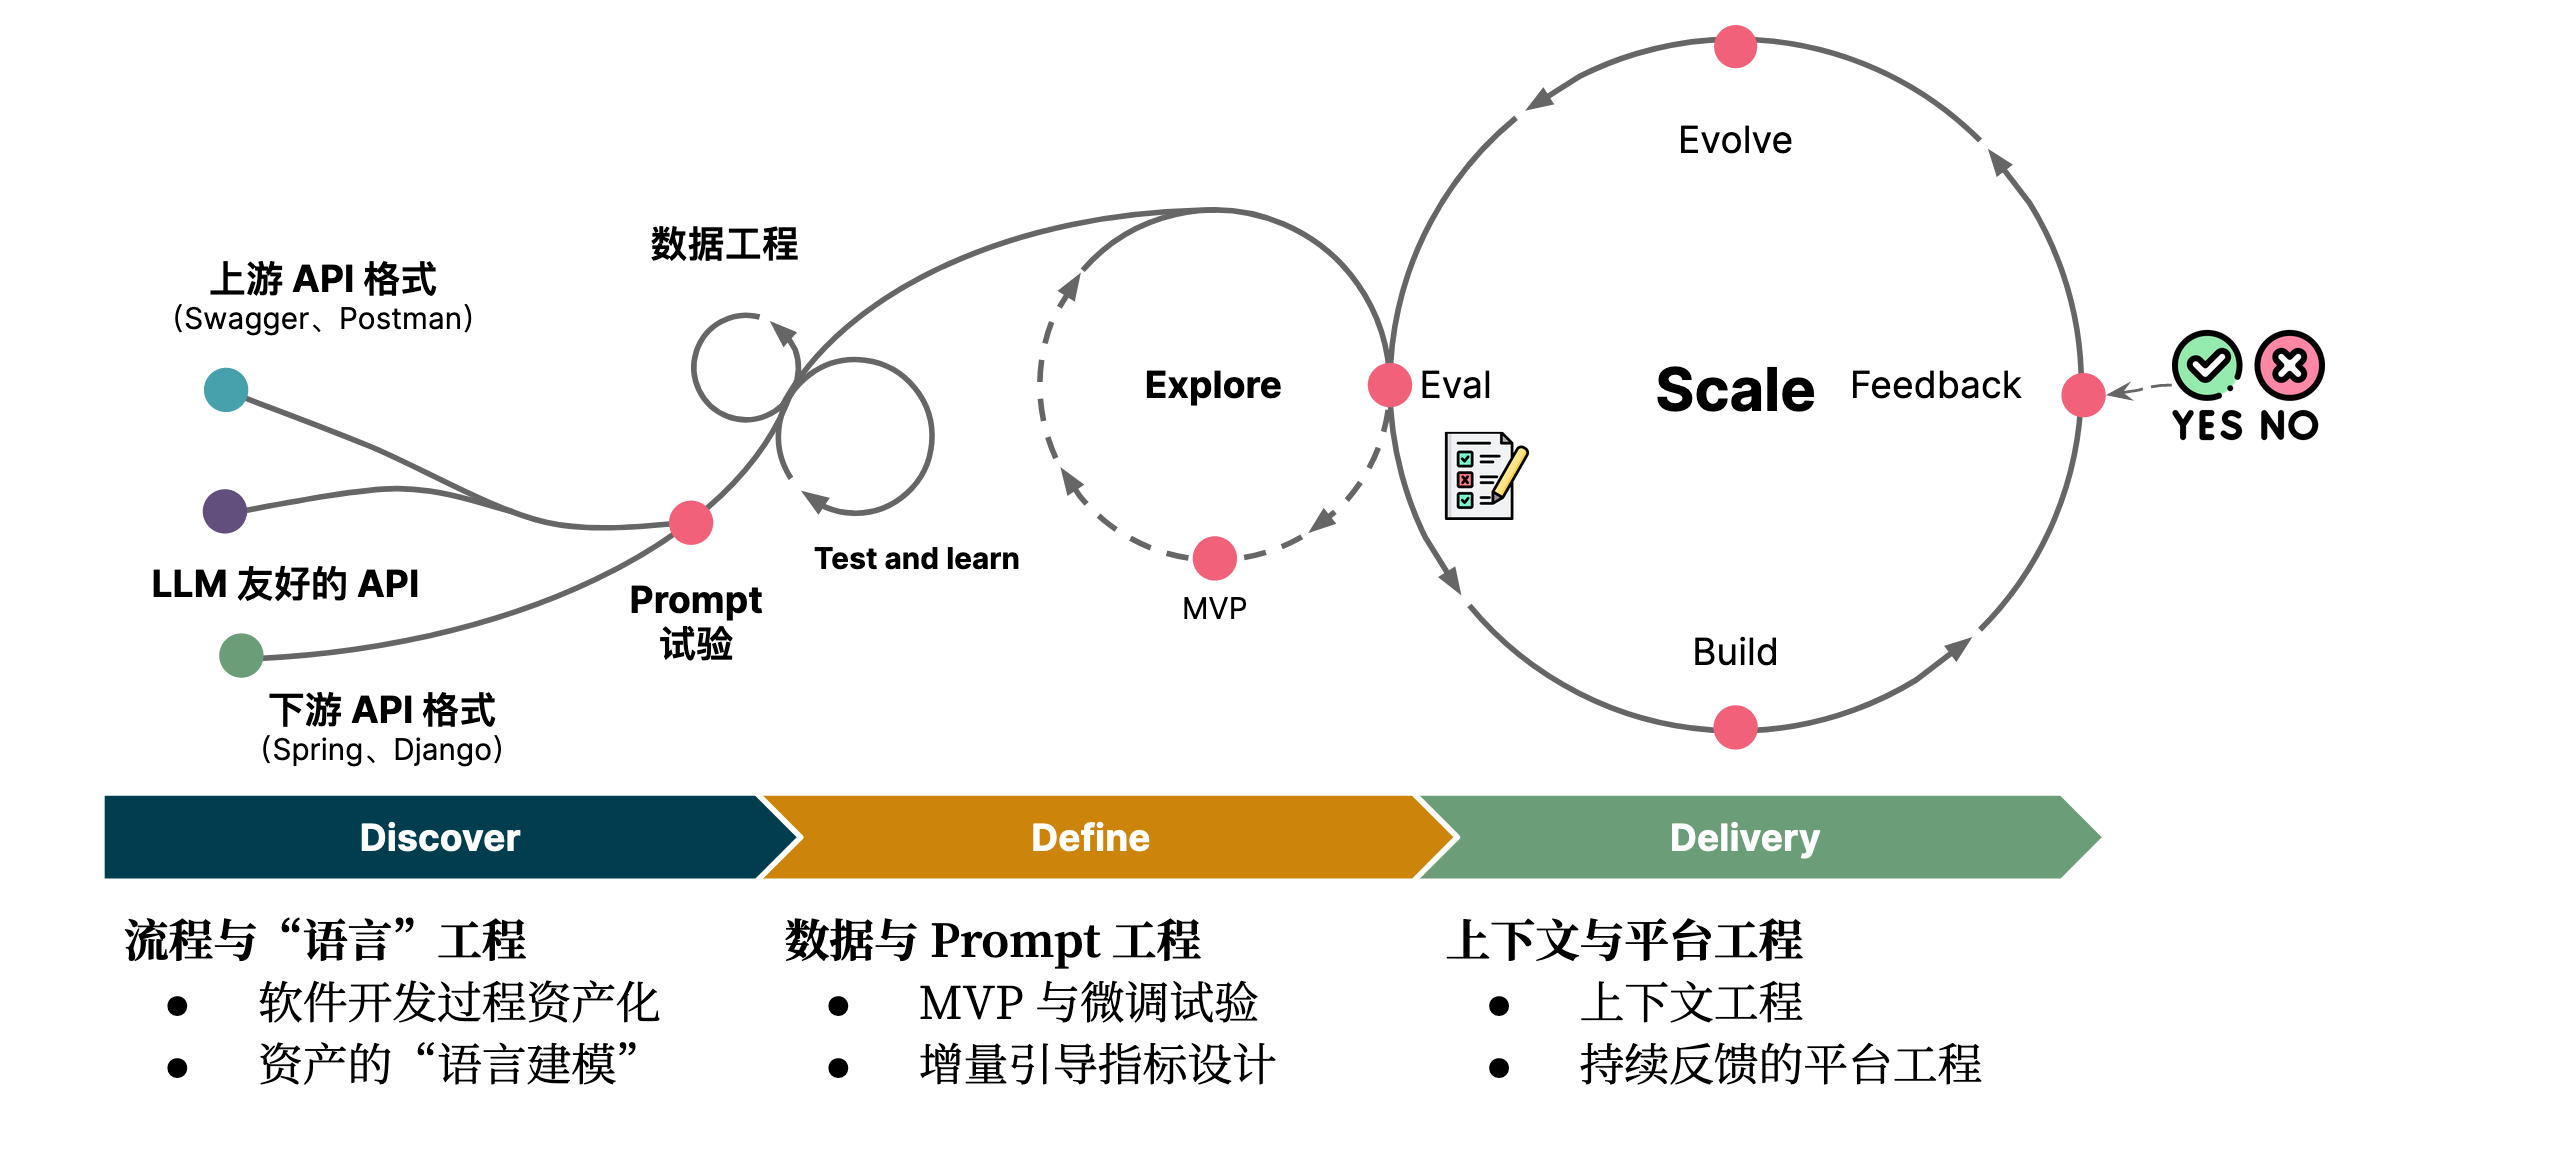 Evolve
数据工程
上游 API 格式
(Swagger、Postman)
Explore
Eval
Scale
Feedback
YES NO
Test and learn
LLM 友好的 API
Prompt
试验
MVP
Build
下游 API 格式
(Spring、Django)
Discover
Define
Delivery
流程与“语言”工程
● 软件开发过程资产化
● 资产的“语言建模”
数据与 Prompt 工程
● MVP 与微调试验
● 增量引导指标设计
上下文与平台工程
● 上下文工程
● 持续反馈的平台工程